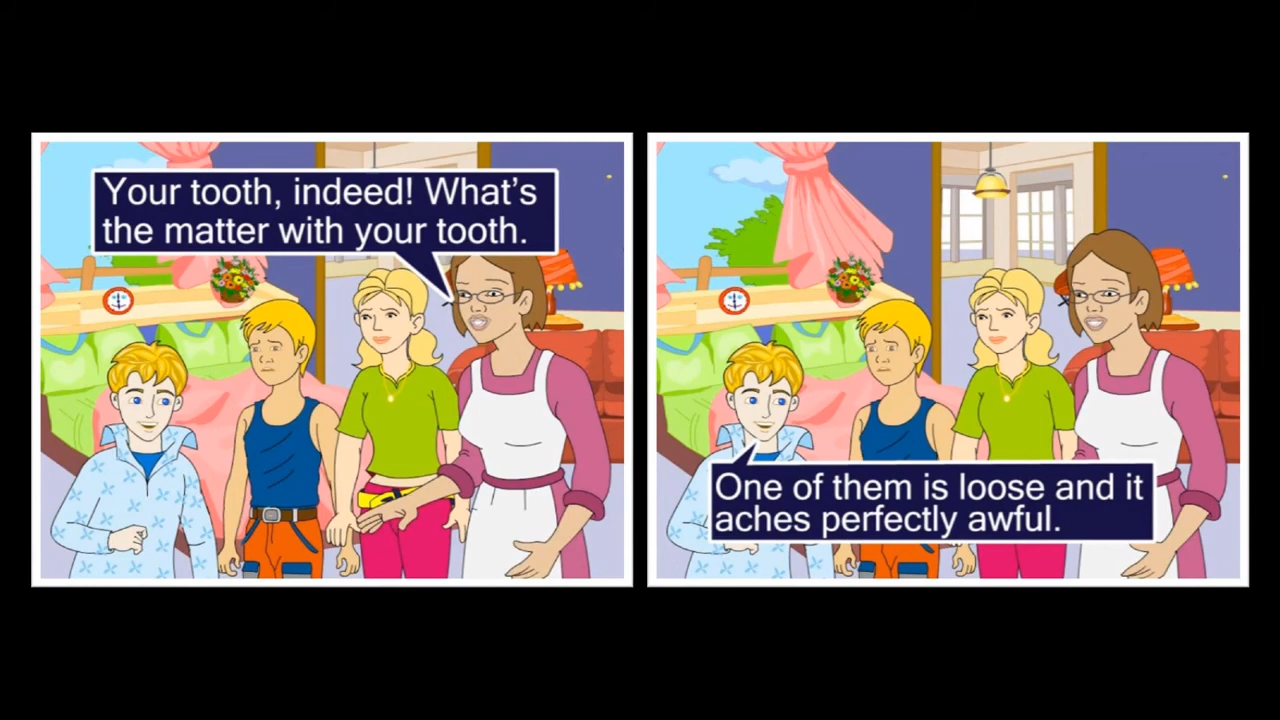 Your tooth, indeed! What's
the matter with your tooth.
One of them is loose and it
aches perfectly awful.